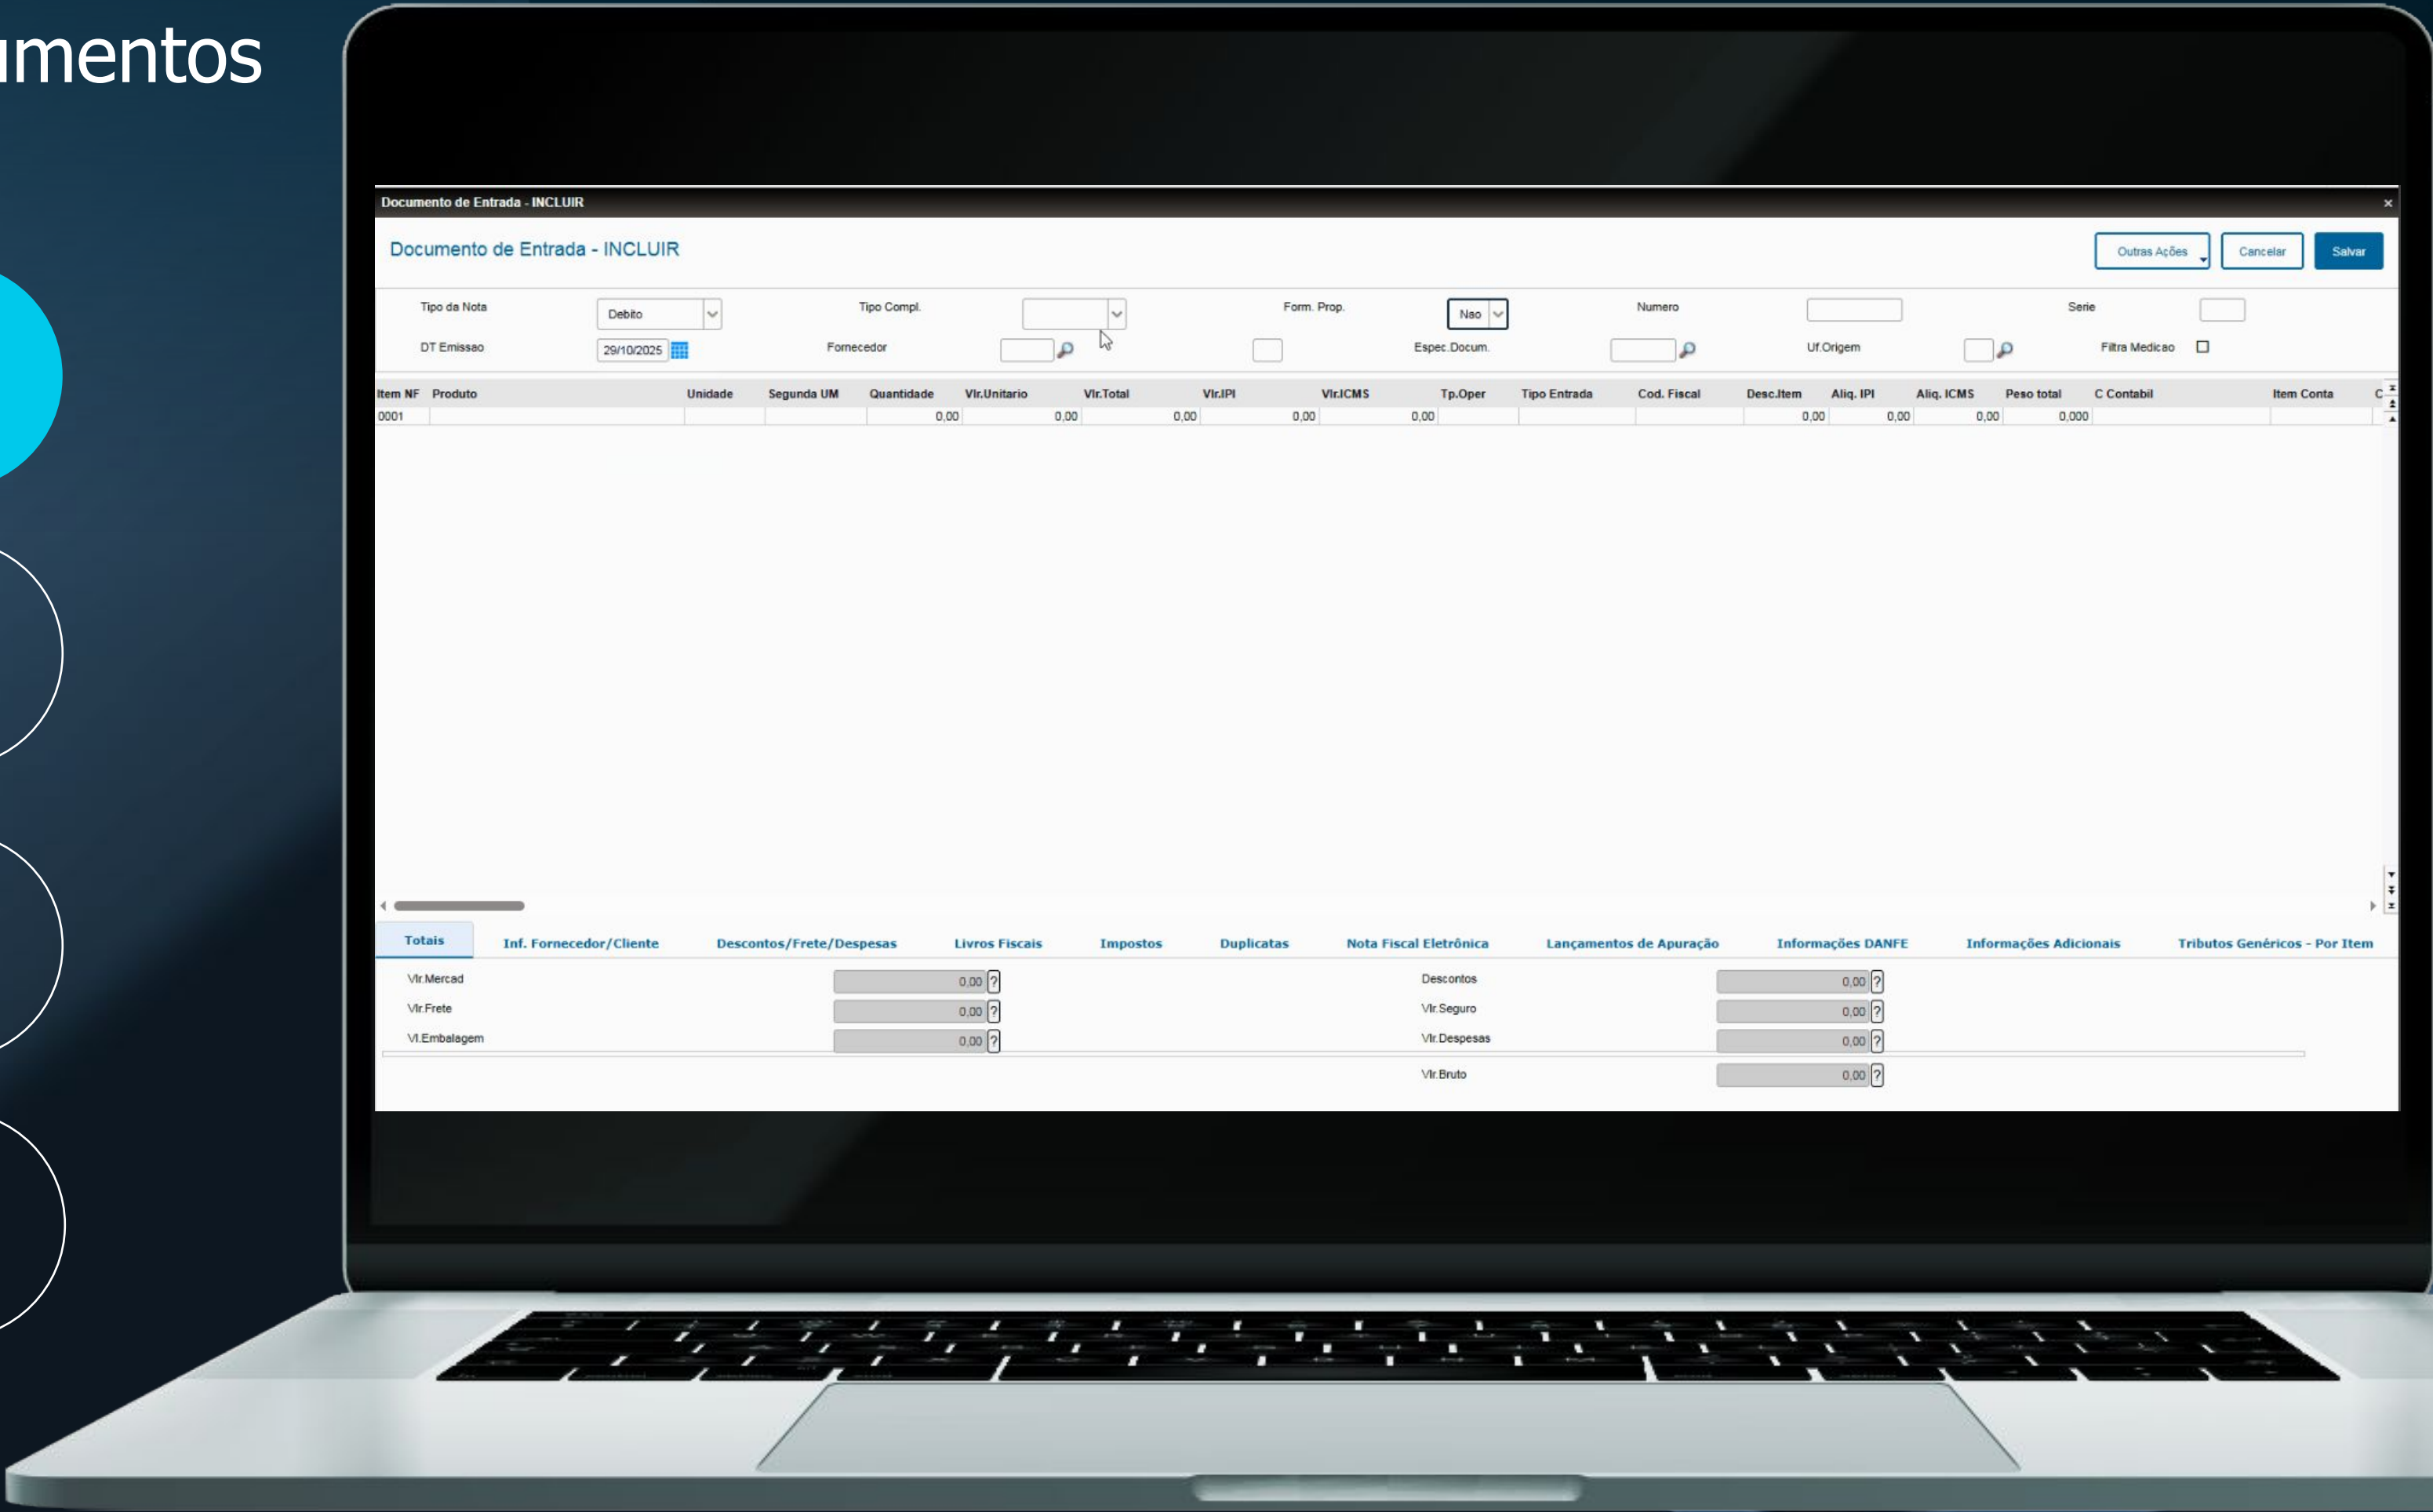 umentos
Documento de Entrada - INCLUIR
Documento de Entrada - INCLUIR Outras Ações Cancelar Salvar
Tipo da Nota Debito Tipo Compl. Form. Prop. Nao Numero Serie
DT Emissao 29/10/2025 Fornecedor Espec.Docum. Uf.Origem Filtra Medicao
Item NF Produto Unidade Segunda UM Quantidade Vlr.Unitario Vlr.Total Vlr.IPI Vlr.ICMS Tp.Oper Tipo Entrada Cod. Fiscal Desc.Item Aliq. IPI Aliq. ICMS Peso total C Contabil Item Conta C
0001 0,00 0,00 0,00 0,00 0,00 0,00 0,00 0,00 0,000
Totais Inf. Fornecedor/Cliente Descontos/Frete/Despesas Livros Fiscais Impostos Duplicatas Nota Fiscal Eletrônica Lançamentos de Apuração Informações DANFE Informações Adicionais Tributos Genéricos - Por Item
Vlr.Mercad 0,00 ? Descontos 0,00 ?
Vlr.Frete 0,00 ? Vlr.Seguro 0,00 ?
Vl.Embalagem 0,00 ? Vlr.Despesas 0,00 ?
Vlr.Bruto 0,00 ?